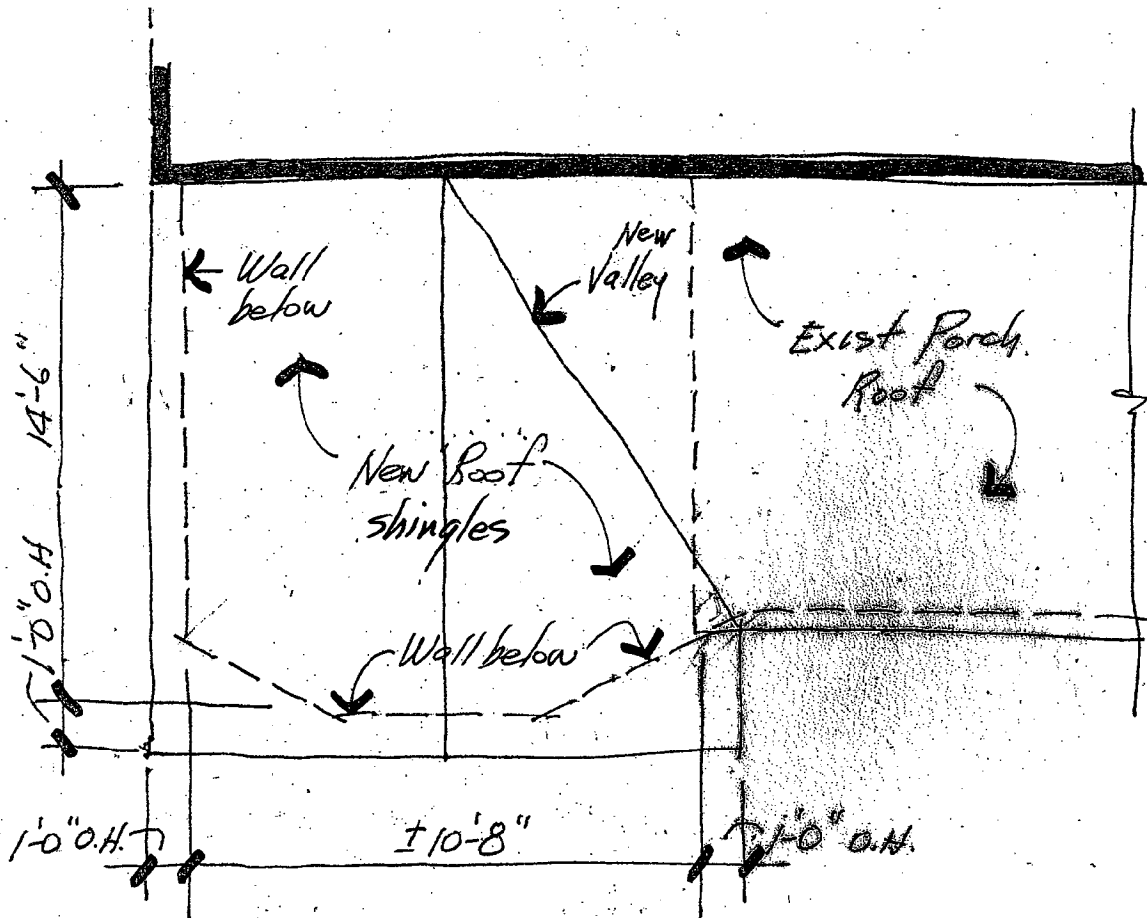 Wall
below
New
Valley
Exist Porch
Roof
New Roof
shingles
Wall below
14'-6"
1'-0" O.H
1'-0" O.H.
±10'-8"
1'-0" O.H.